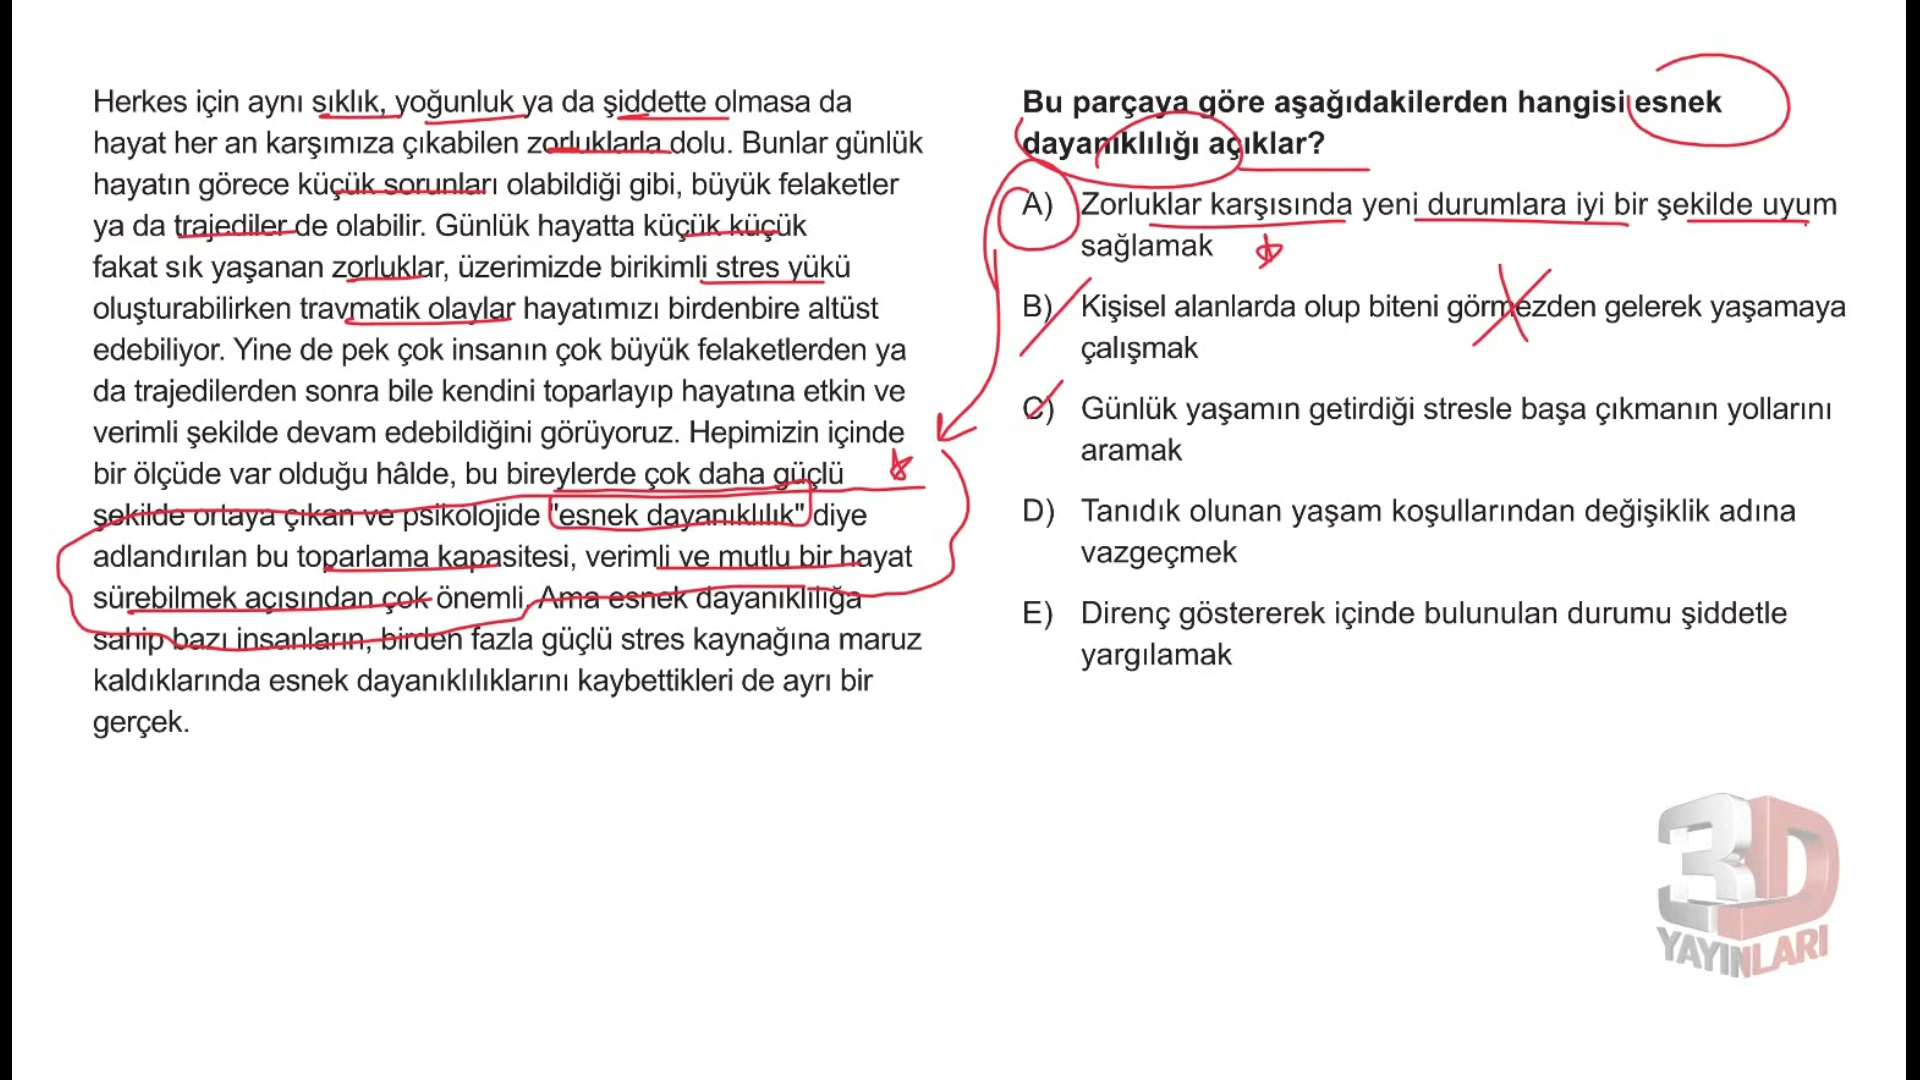 Herkes için aynı sıklık, yoğunluk ya da şiddette olmasa da
hayat her an karşımıza çıkabilen zorluklarla dolu. Bunlar günlük
hayatın görece küçük sorunları olabildiği gibi, büyük felaketler
ya da trajediler de olabilir. Günlük hayatta küçük küçük
fakat sık yaşanan zorluklar, üzerimizde birikimli stres yükü
oluşturabilirken travmatik olaylar hayatımızı birdenbire altüst
edebiliyor. Yine de pek çok insanın çok büyük felaketlerden ya
da trajedilerden sonra bile kendini toparlayıp hayatına etkin ve
verimli şekilde devam edebildiğini görüyoruz. Hepimizin içinde
bir ölçüde var olduğu hâlde, bu bireylerde çok daha güçlü
şekilde ortaya çıkan ve psikolojide "esnek dayanıklılık" diye
adlandırılan bu toparlama kapasitesi, verimli ve mutlu bir hayat
sürebilmek açısından çok önemli. Ama esnek dayanıklılığa
sahip bazı insanların, birden fazla güçlü stres kaynağına maruz
kaldıklarında esnek dayanıklılıklarını kaybettikleri de ayrı bir
gerçek.
Bu parçaya göre aşağıdakilerden hangisi esnek
dayanıklılığı açıklar?
A) Zorluklar karşısında yeni durumlara iyi bir şekilde uyum
sağlamak
B) Kişisel alanlarda olup biteni görmezden gelerek yaşamaya
çalışmak
C) Günlük yaşamın getirdiği stresle başa çıkmanın yollarını
aramak
D) Tanıdık olunan yaşam koşullarından değişiklik adına
vazgeçmek
E) Direnç göstererek içinde bulunulan durumu şiddetle
yargılamak
3D
YAYINLARI